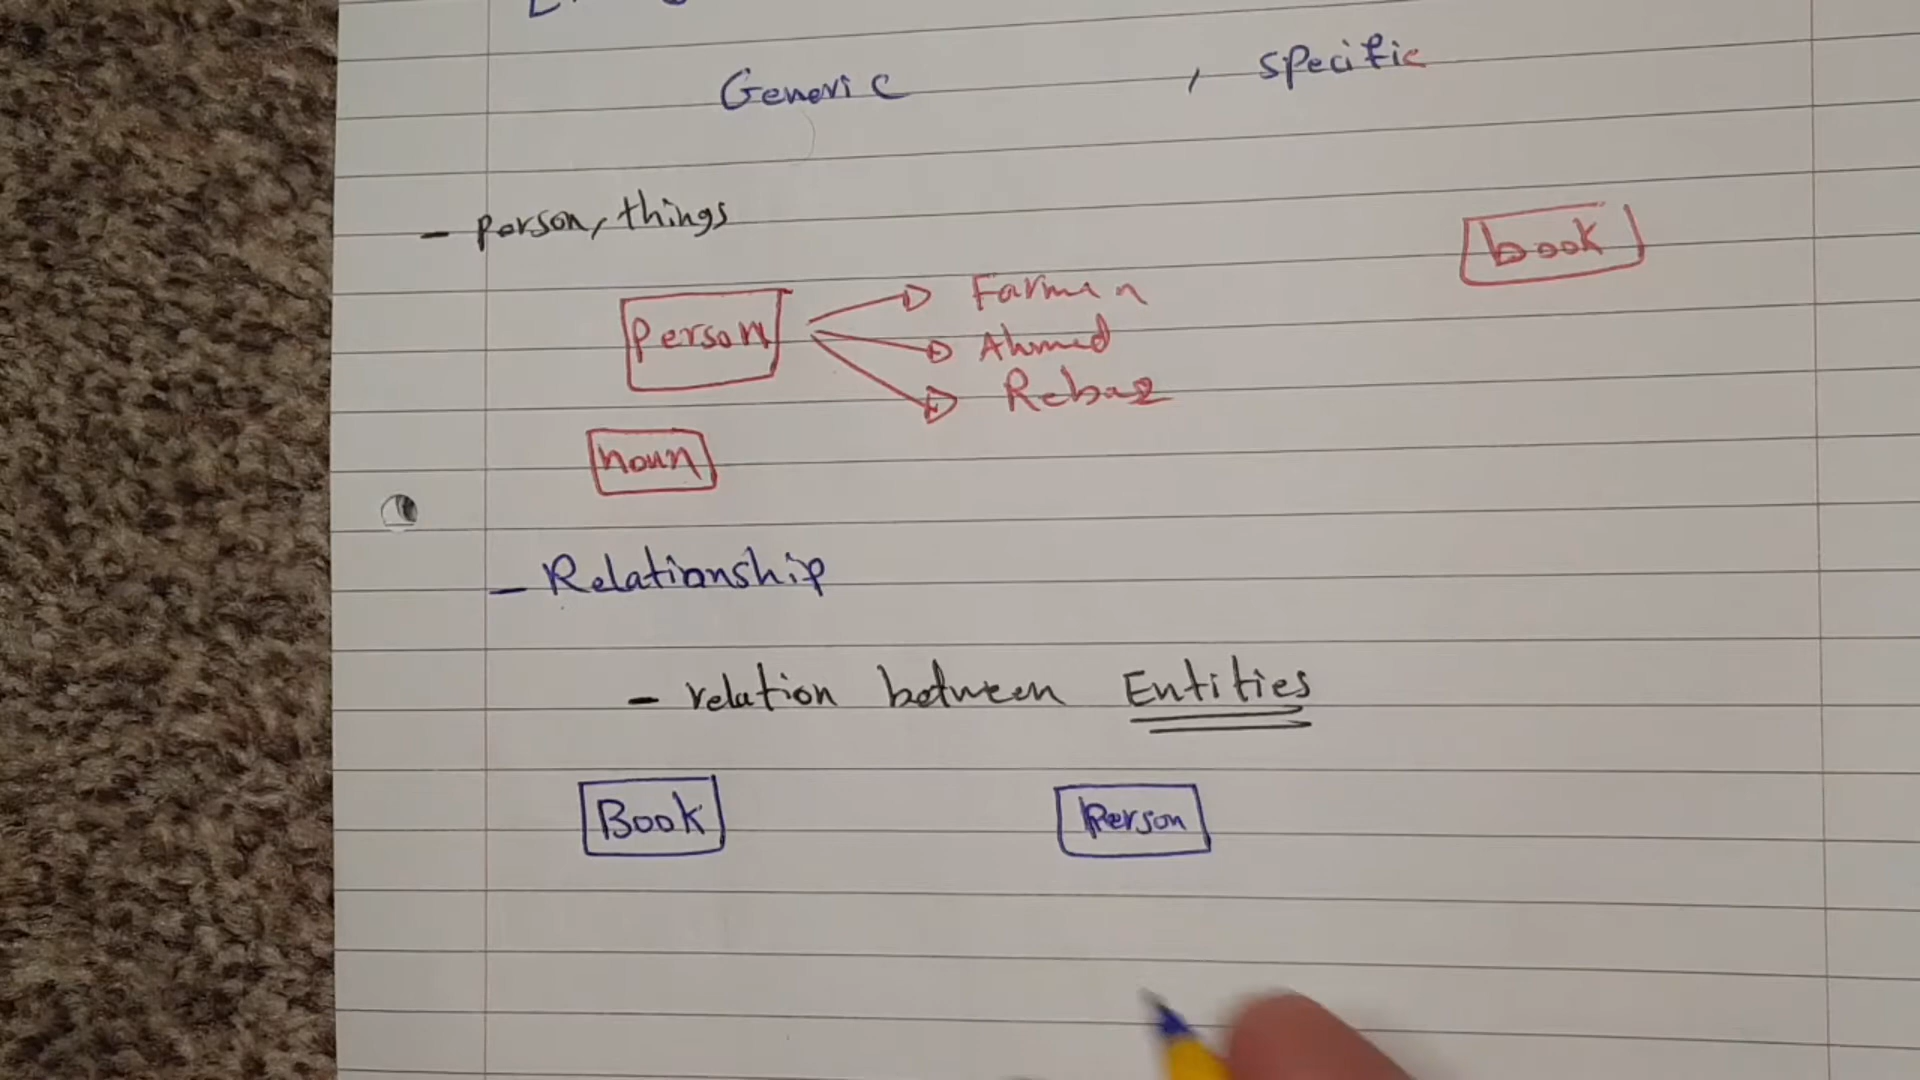 Generic , specific
- person, things
book
person Farman
Ahmed
Rebaz
noun
- Relationship
- relation between Entities
Book Person